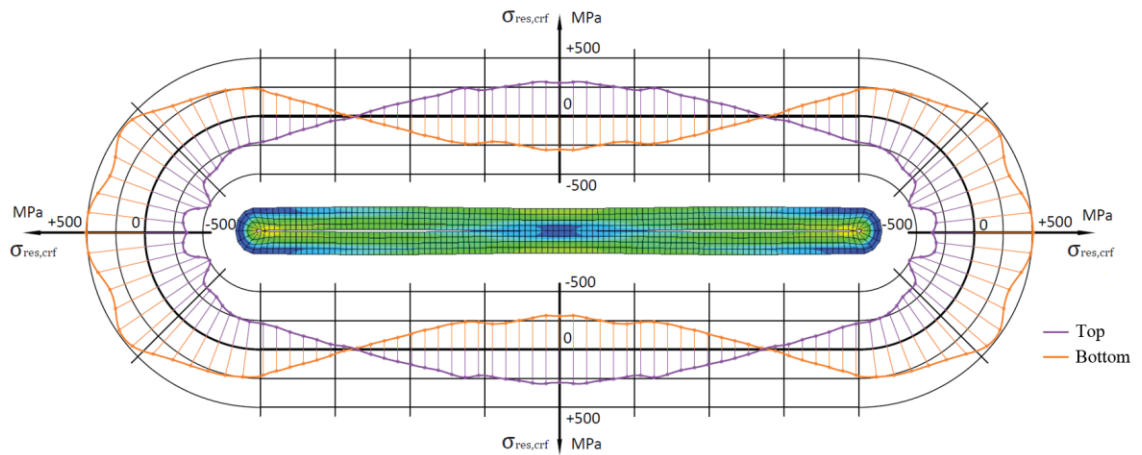 σres,crf MPa
+500
0
-500
MPa
+500 0 -500
σres,crf
-500 0 +500 MPa
σres,crf
-500
0
+500
σres,crf MPa
Top
Bottom